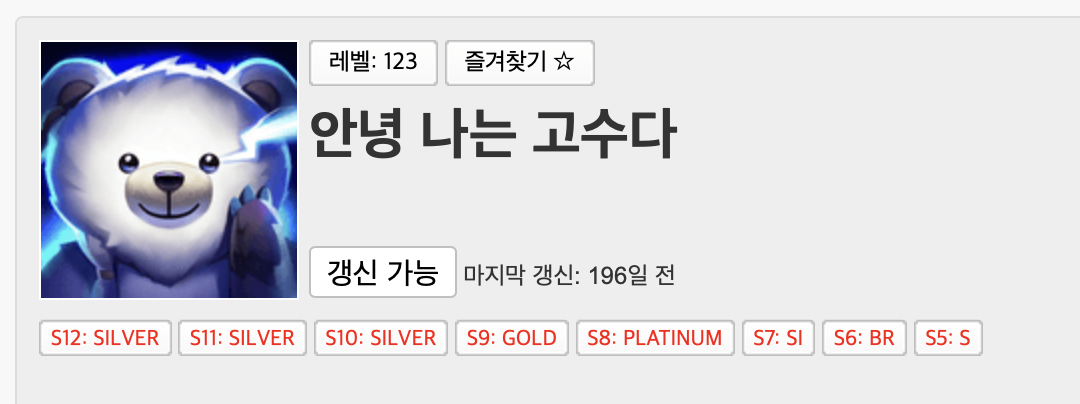 레벨: 123 즐겨찾기 ☆
안녕 나는 고수다
갱신 가능 마지막 갱신: 196일 전
S12: SILVER S11: SILVER S10: SILVER S9: GOLD S8: PLATINUM S7: SI S6: BR S5: S